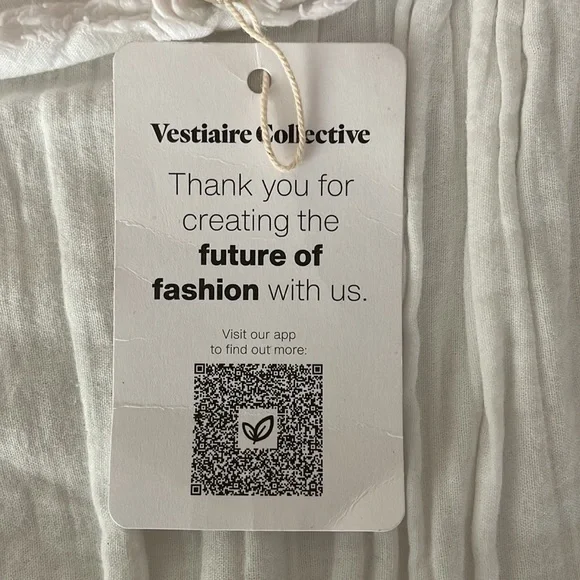 Vestiaire Collective
Thank you for
creating the
future of
fashion with us.
Visit our app
to find out more: